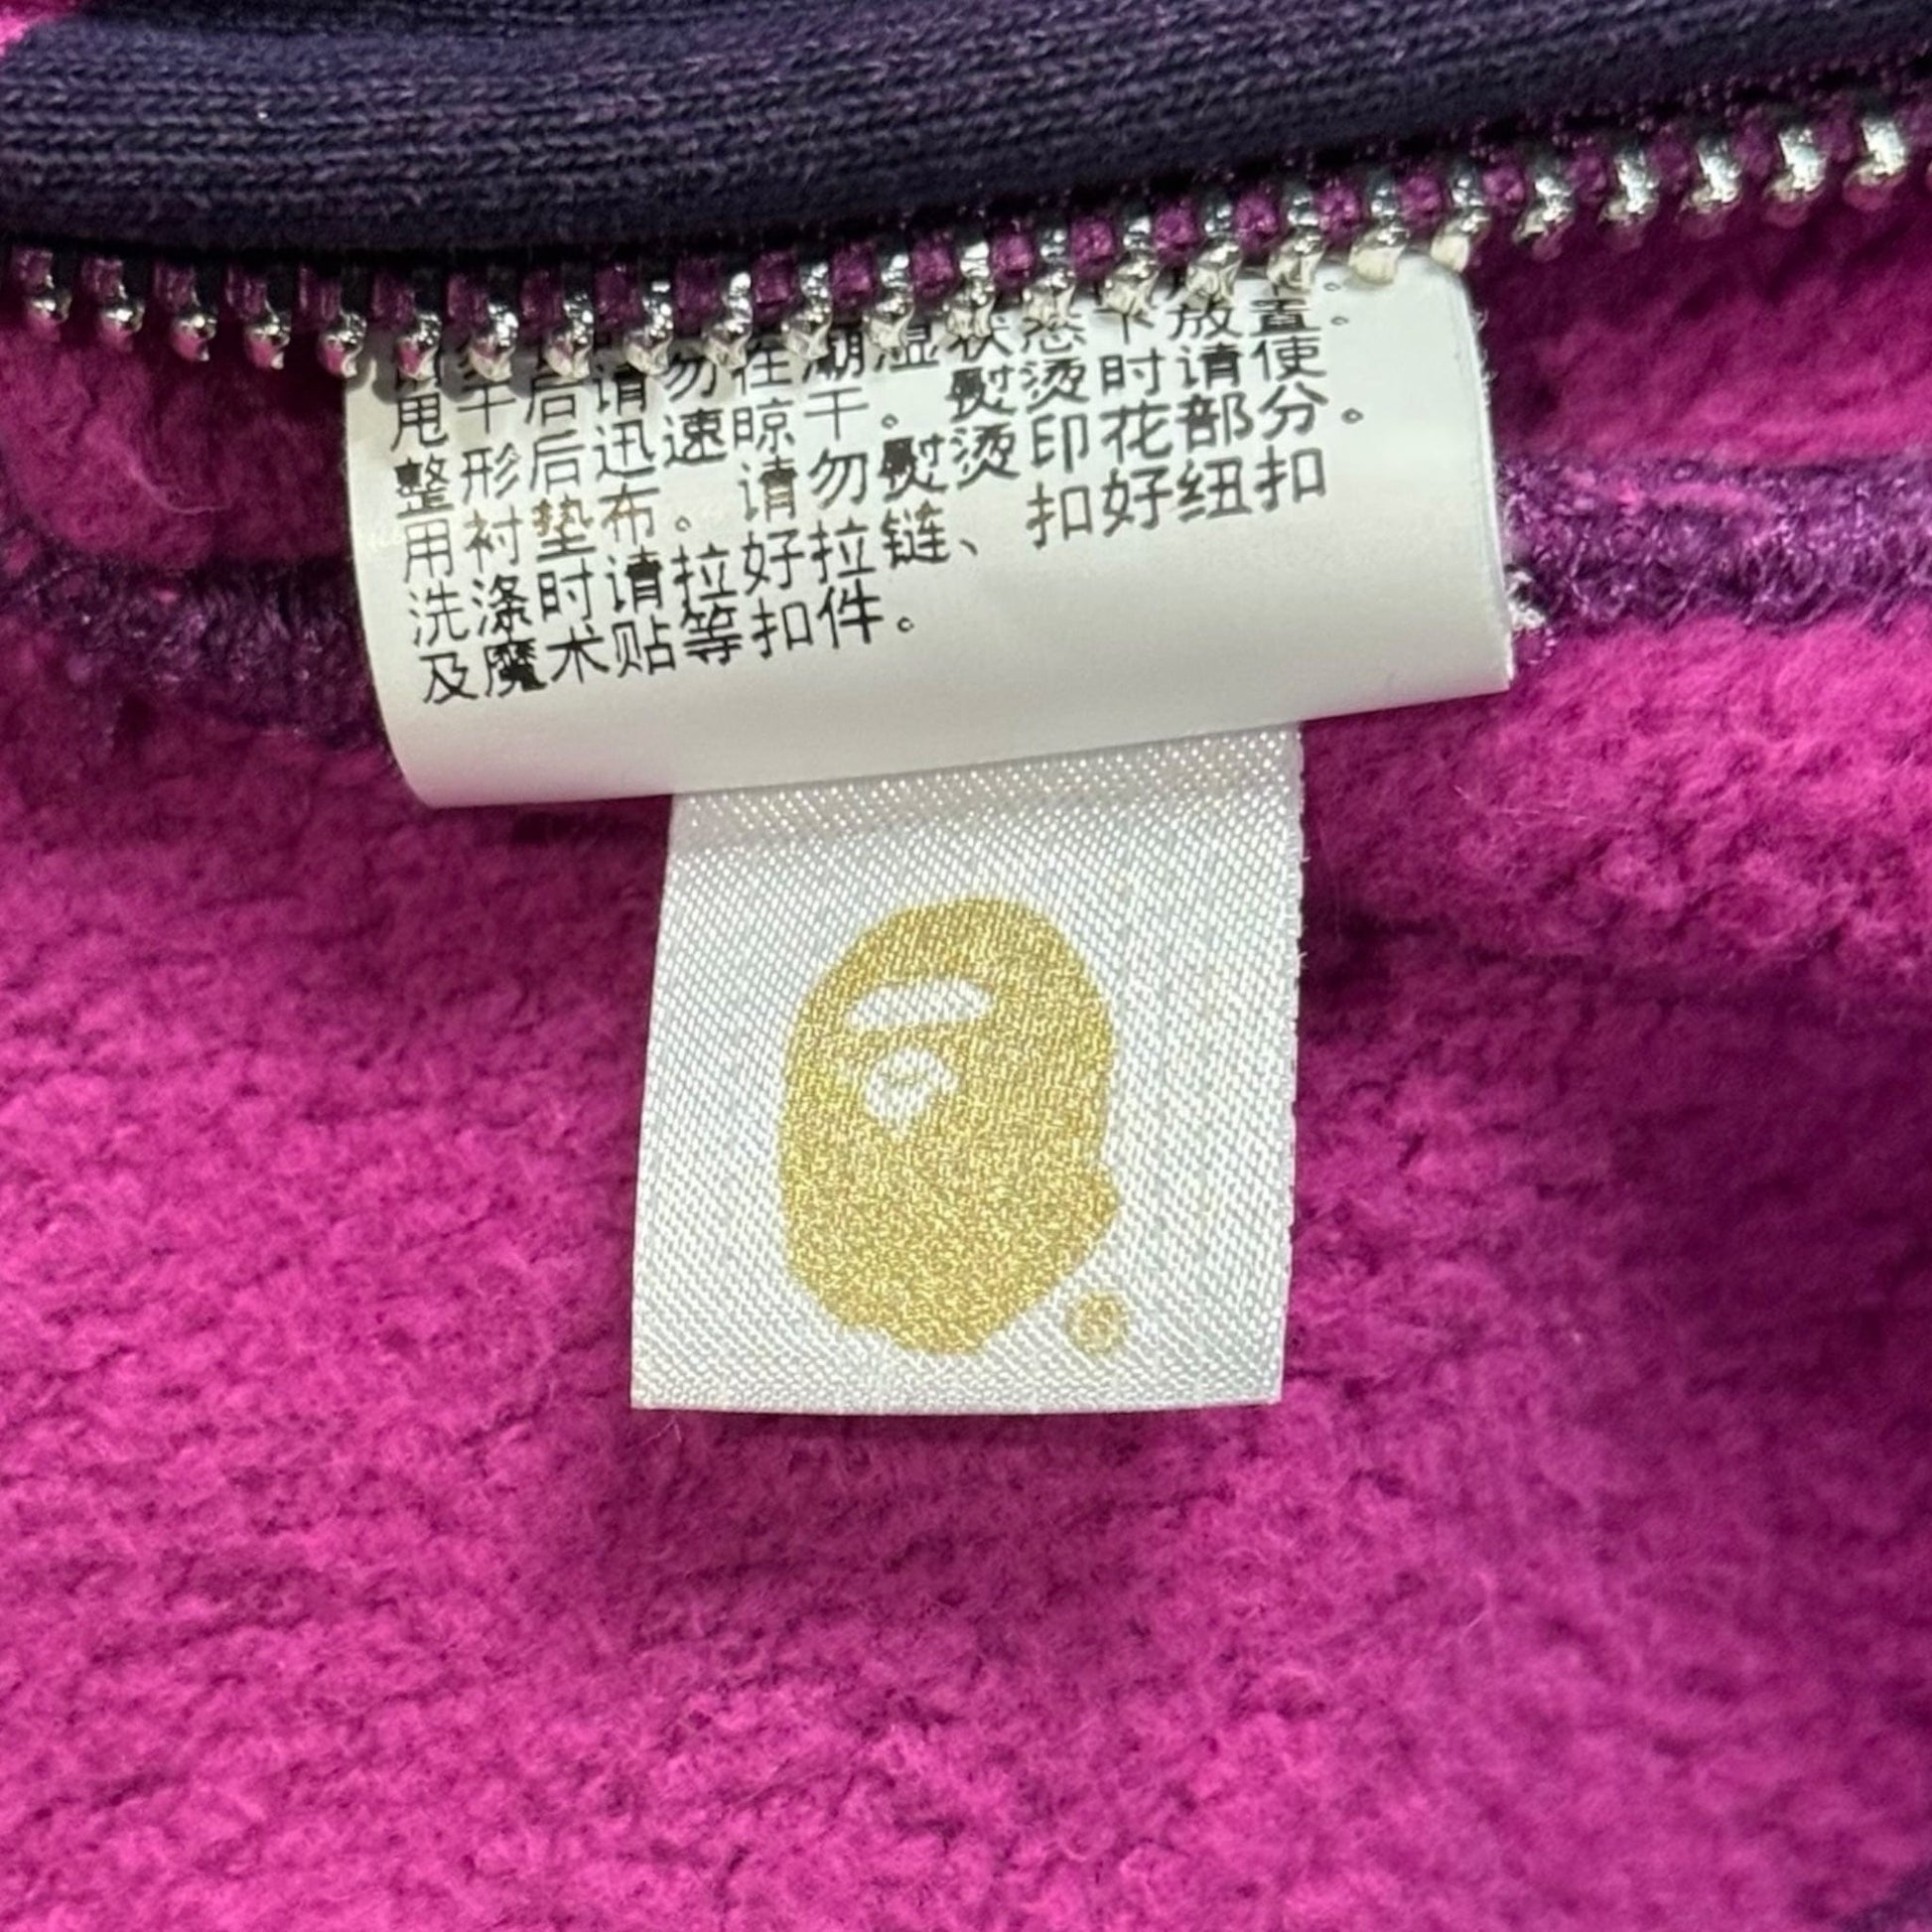 甩干后请勿在潮湿状态下放置。
整形后迅速晾干。熨烫时请使
用衬垫布。请勿熨烫印花部分。
洗涤时请拉好拉链、扣好纽扣
及魔术贴等扣件。
®